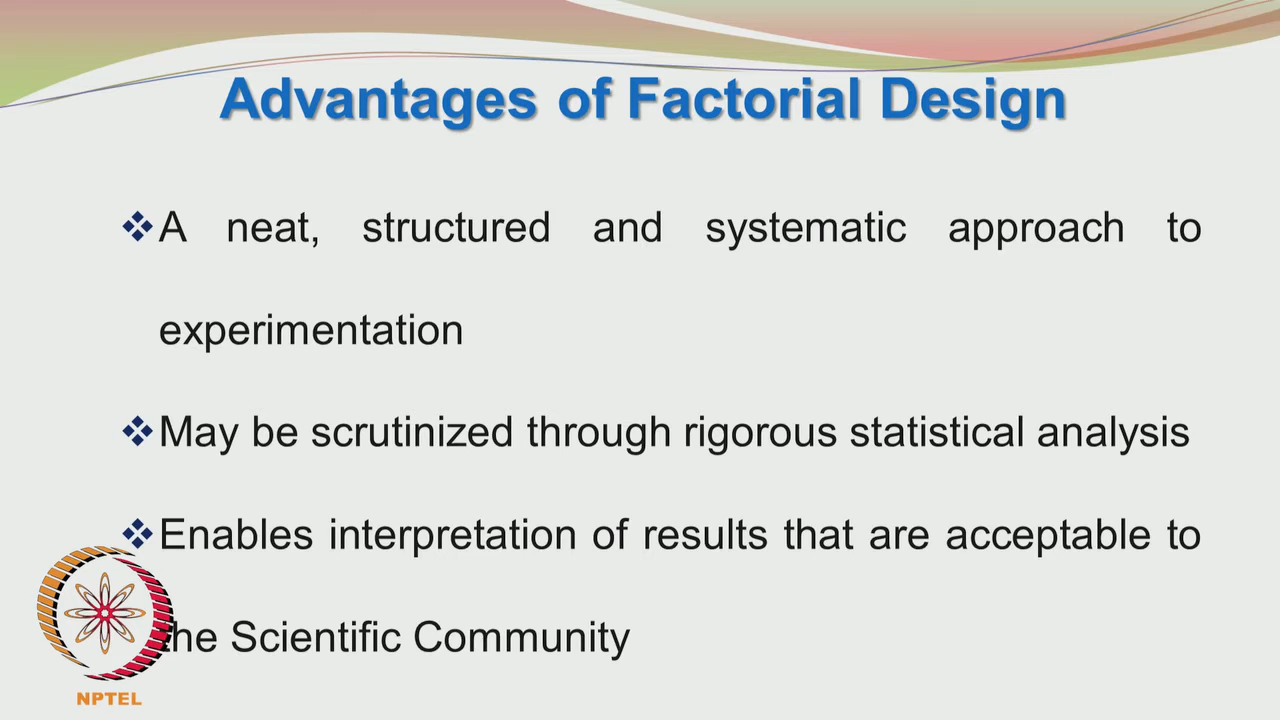 Advantages of Factorial Design
❖A neat, structured and systematic approach to
experimentation
❖May be scrutinized through rigorous statistical analysis
❖Enables interpretation of results that are acceptable to
the Scientific Community
NPTEL